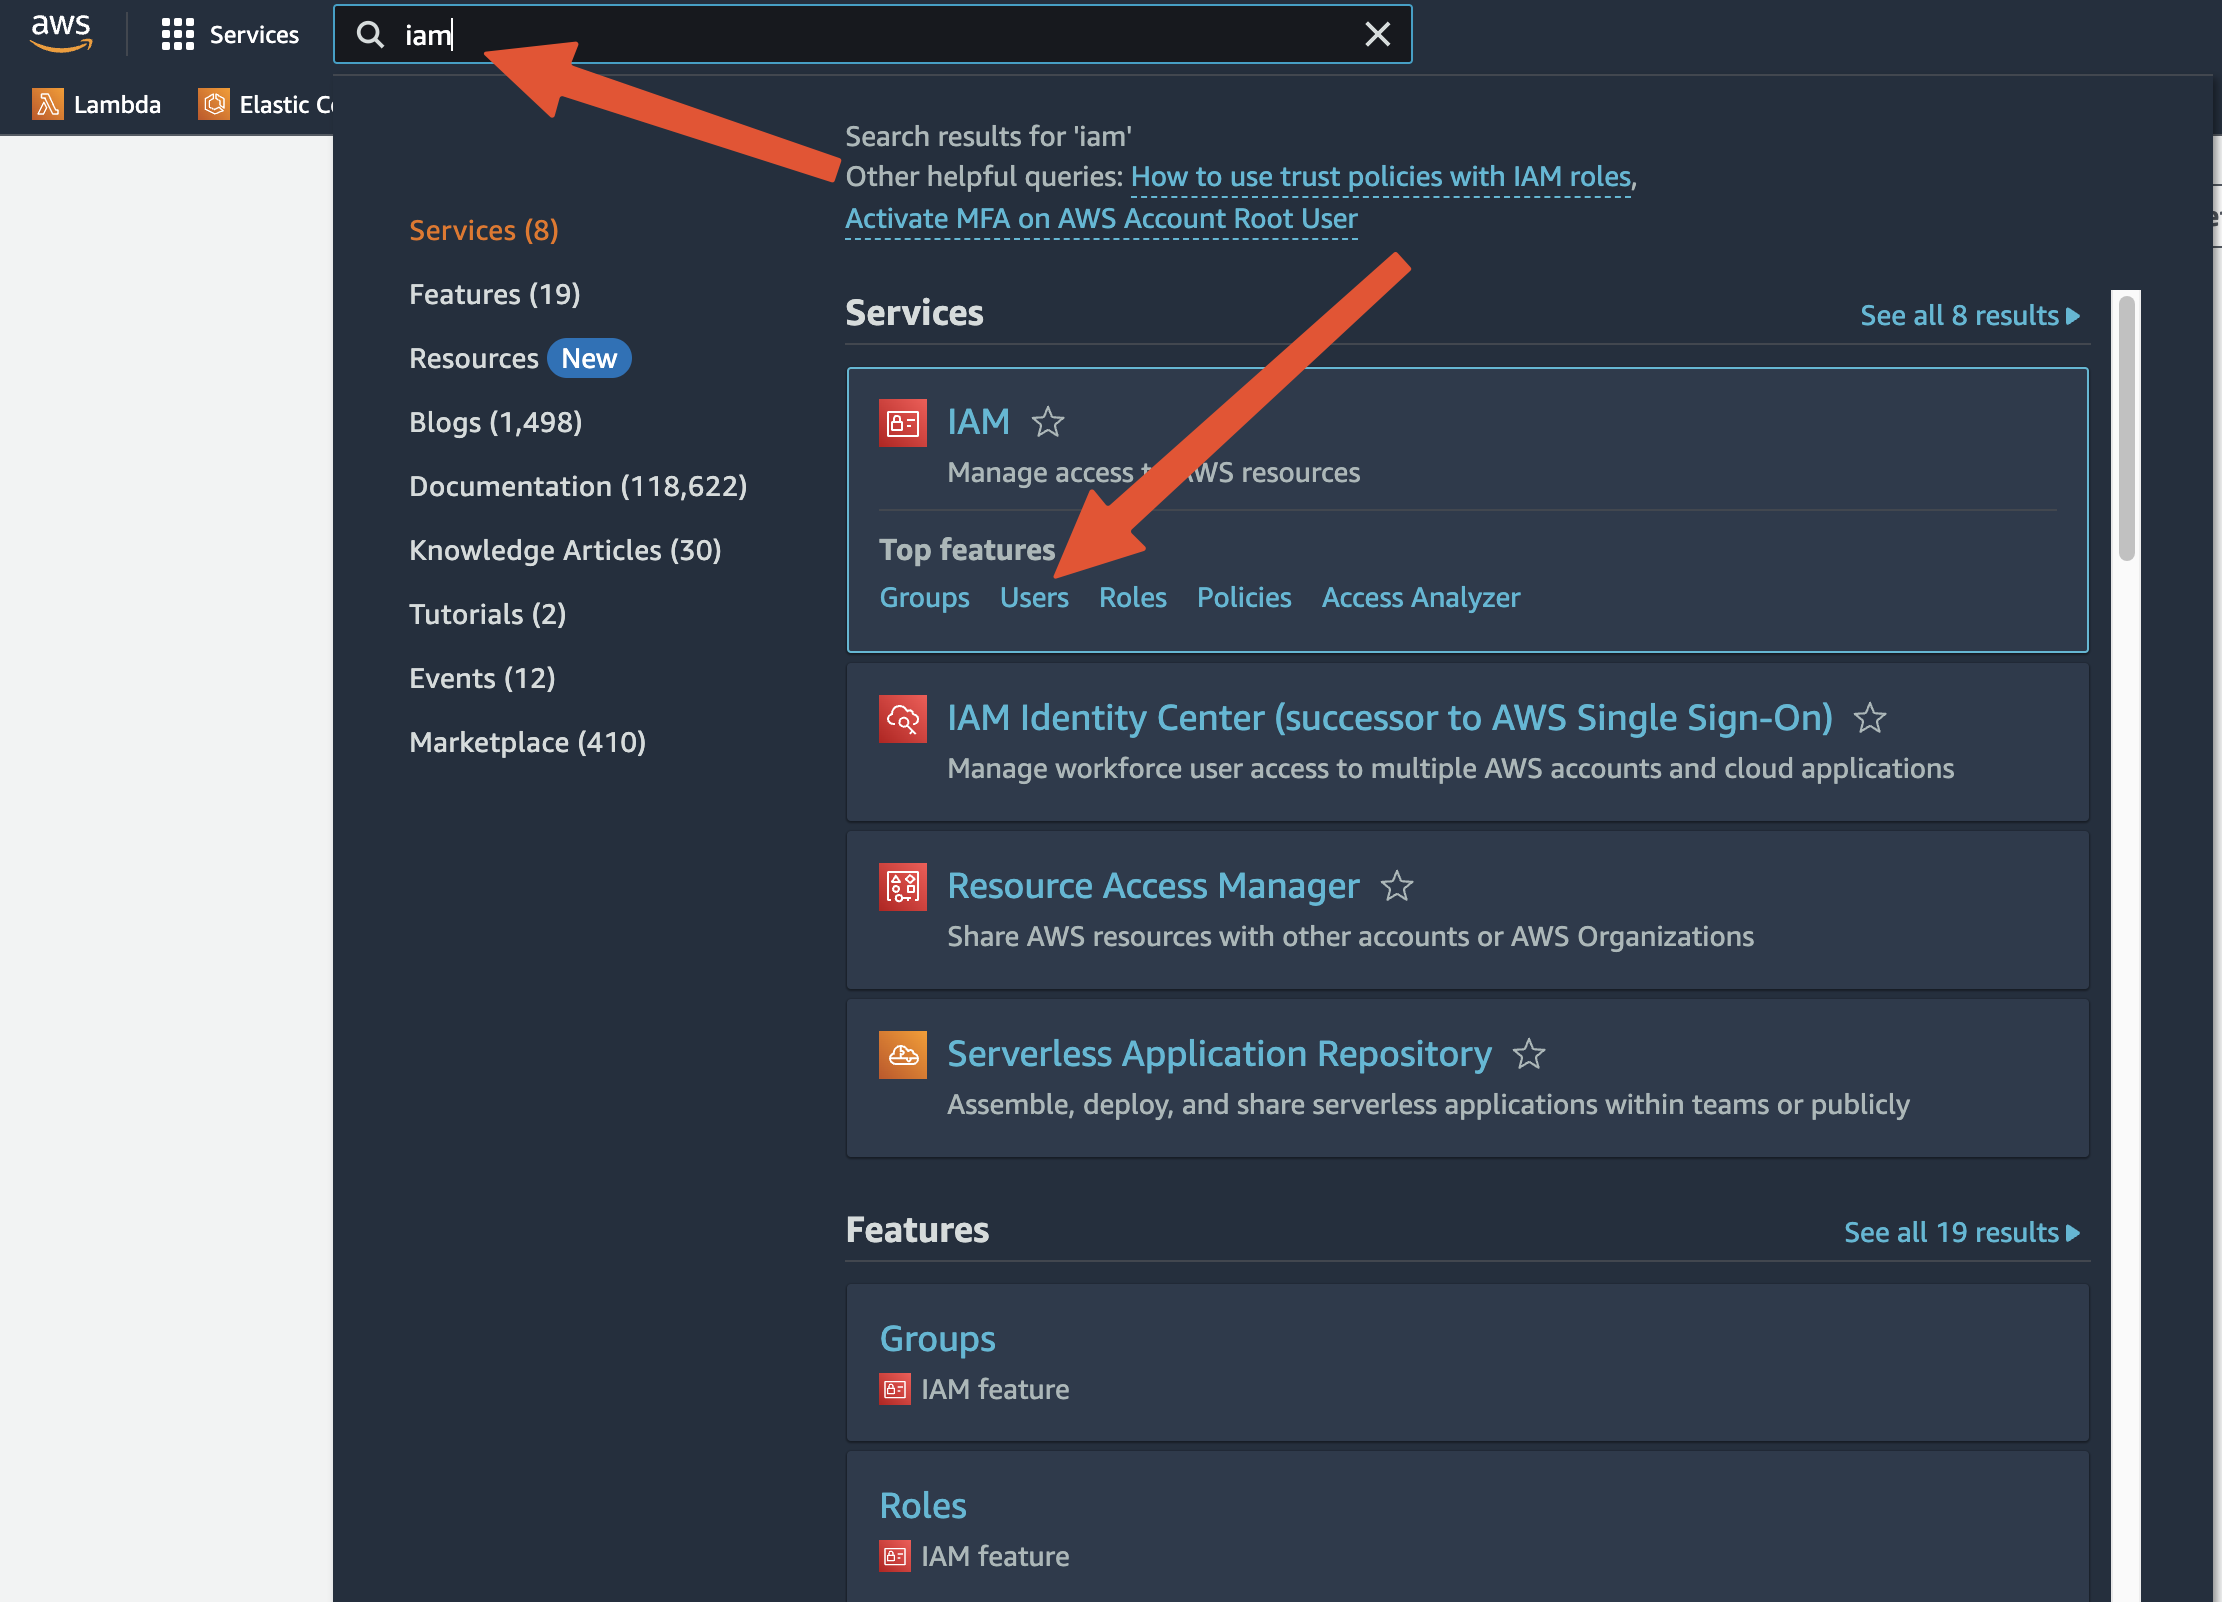 aws
Services
iam
Lambda
Elastic
Search results for 'iam'
Other helpful queries: How to use trust policies with IAM roles,
Activate MFA on AWS Account Root User
Services (8)
Features (19)
Resources New
Blogs (1,498)
Documentation (118,622)
Knowledge Articles (30)
Tutorials (2)
Events (12)
Marketplace (410)
Services
See all 8 results
IAM
Manage access to AWS resources
Top features
Groups Users Roles Policies Access Analyzer
IAM Identity Center (successor to AWS Single Sign-On)
Manage workforce user access to multiple AWS accounts and cloud applications
Resource Access Manager
Share AWS resources with other accounts or AWS Organizations
Serverless Application Repository
Assemble, deploy, and share serverless applications within teams or publicly
Features
See all 19 results
Groups
IAM feature
Roles
IAM feature